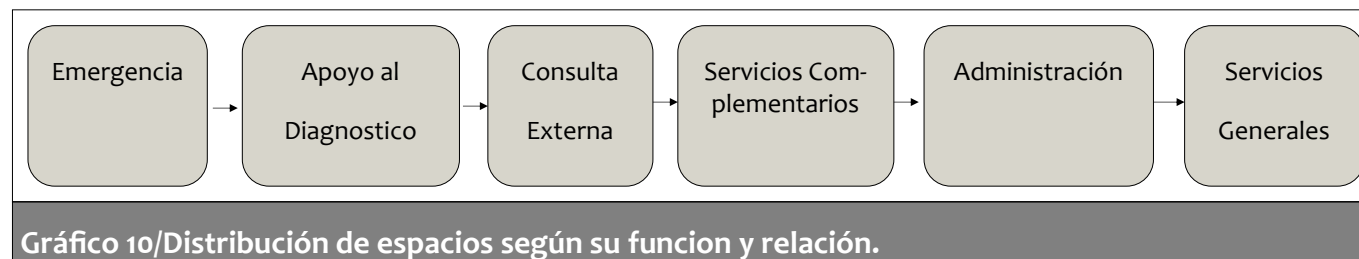 Emergencia
Apoyo al
Diagnostico
Consulta
Externa
Servicios Com-
plementarios
Administración
Servicios
Generales
Gráfico 10/Distribución de espacios según su funcion y relación.